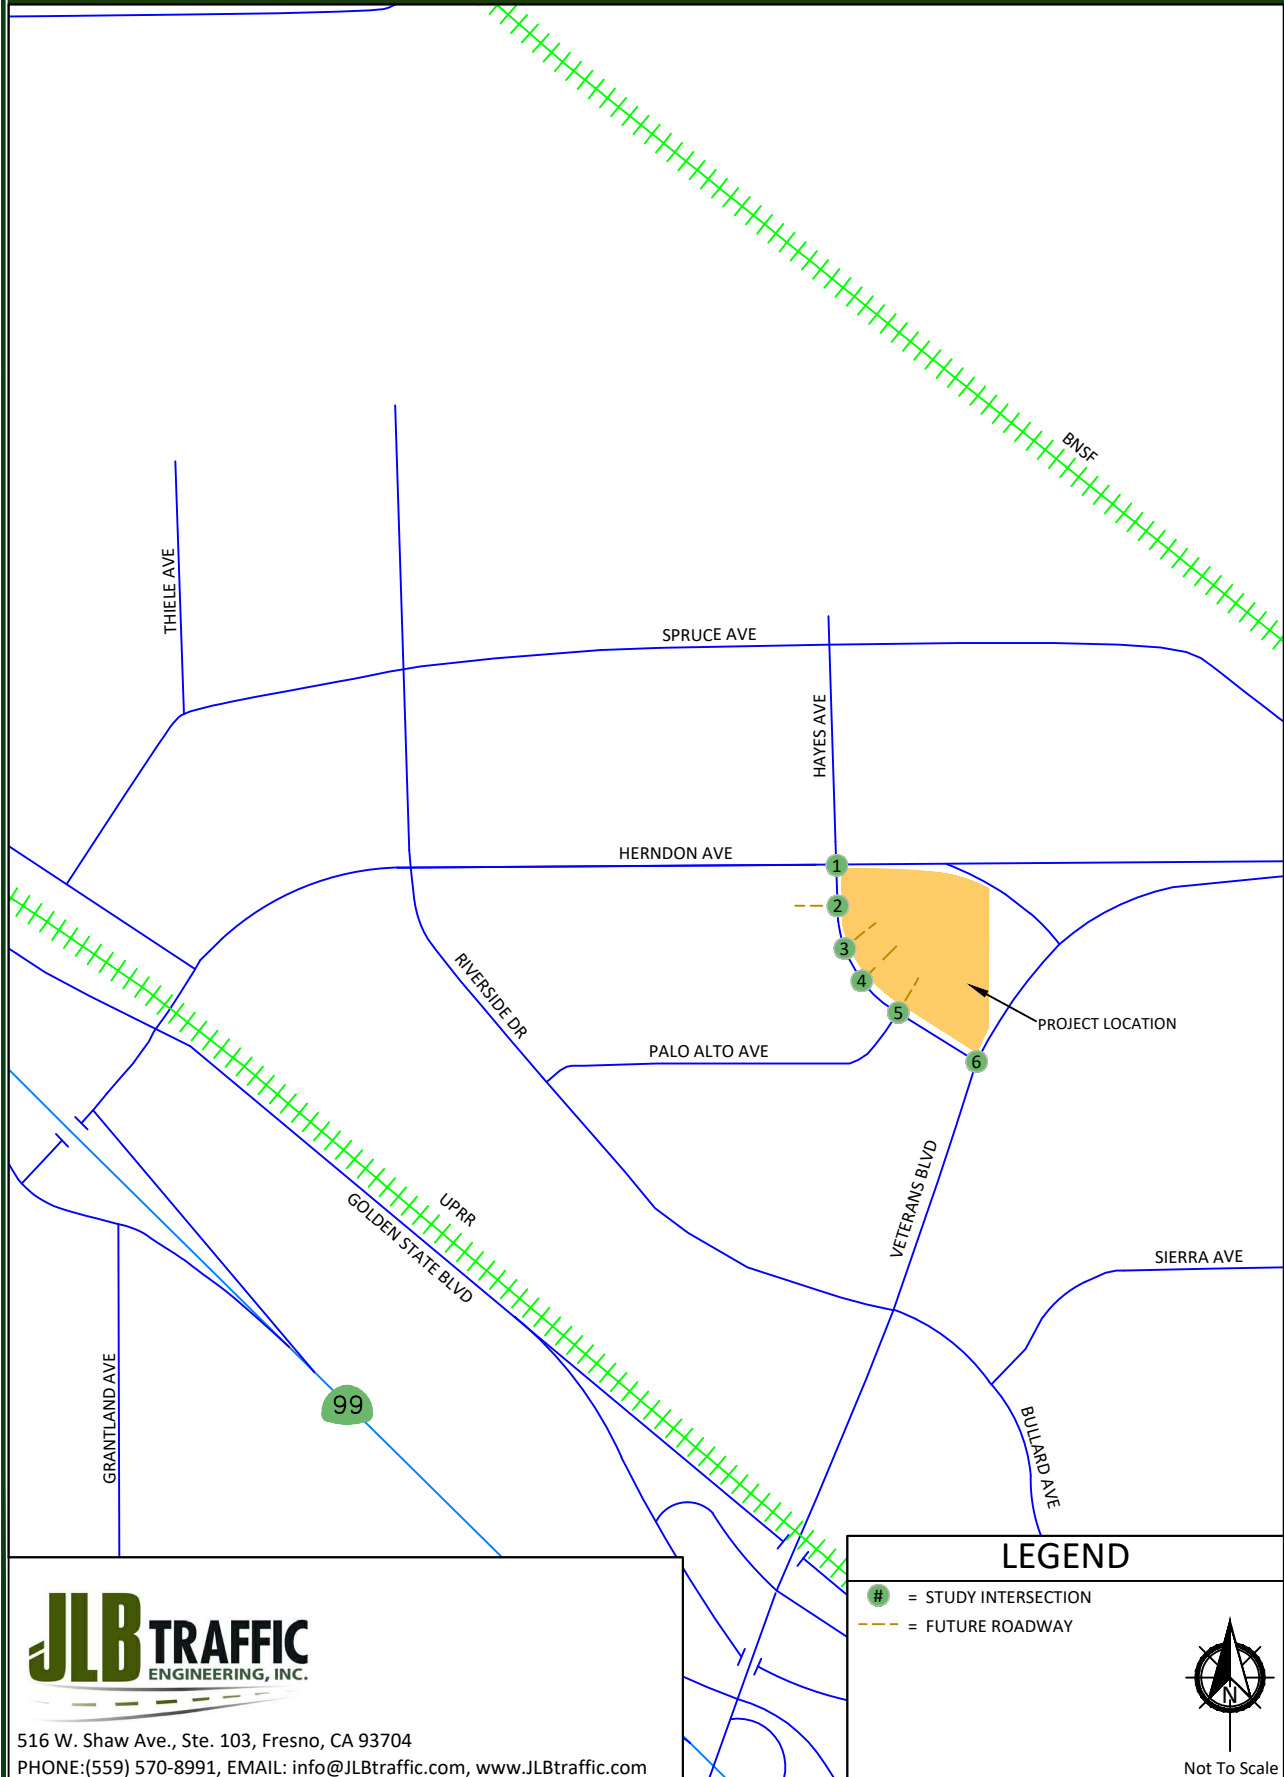 BNSF
THIELE AVE
SPRUCE AVE
HAYES AVE
HERNDON AVE
1
2
3
4
5
6
RIVERSIDE DR
PROJECT LOCATION
PALO ALTO AVE
VETERANS BLVD
UPRR
GOLDEN STATE BLVD
SIERRA AVE
GRANTLAND AVE
99
BULLARD AVE
LEGEND
# = STUDY INTERSECTION
= FUTURE ROADWAY
N
Not To Scale
JLB TRAFFIC
ENGINEERING, INC.
516 W. Shaw Ave., Ste. 103, Fresno, CA 93704
PHONE:(559) 570-8991, EMAIL: info@JLBtraffic.com, www.JLBtraffic.com